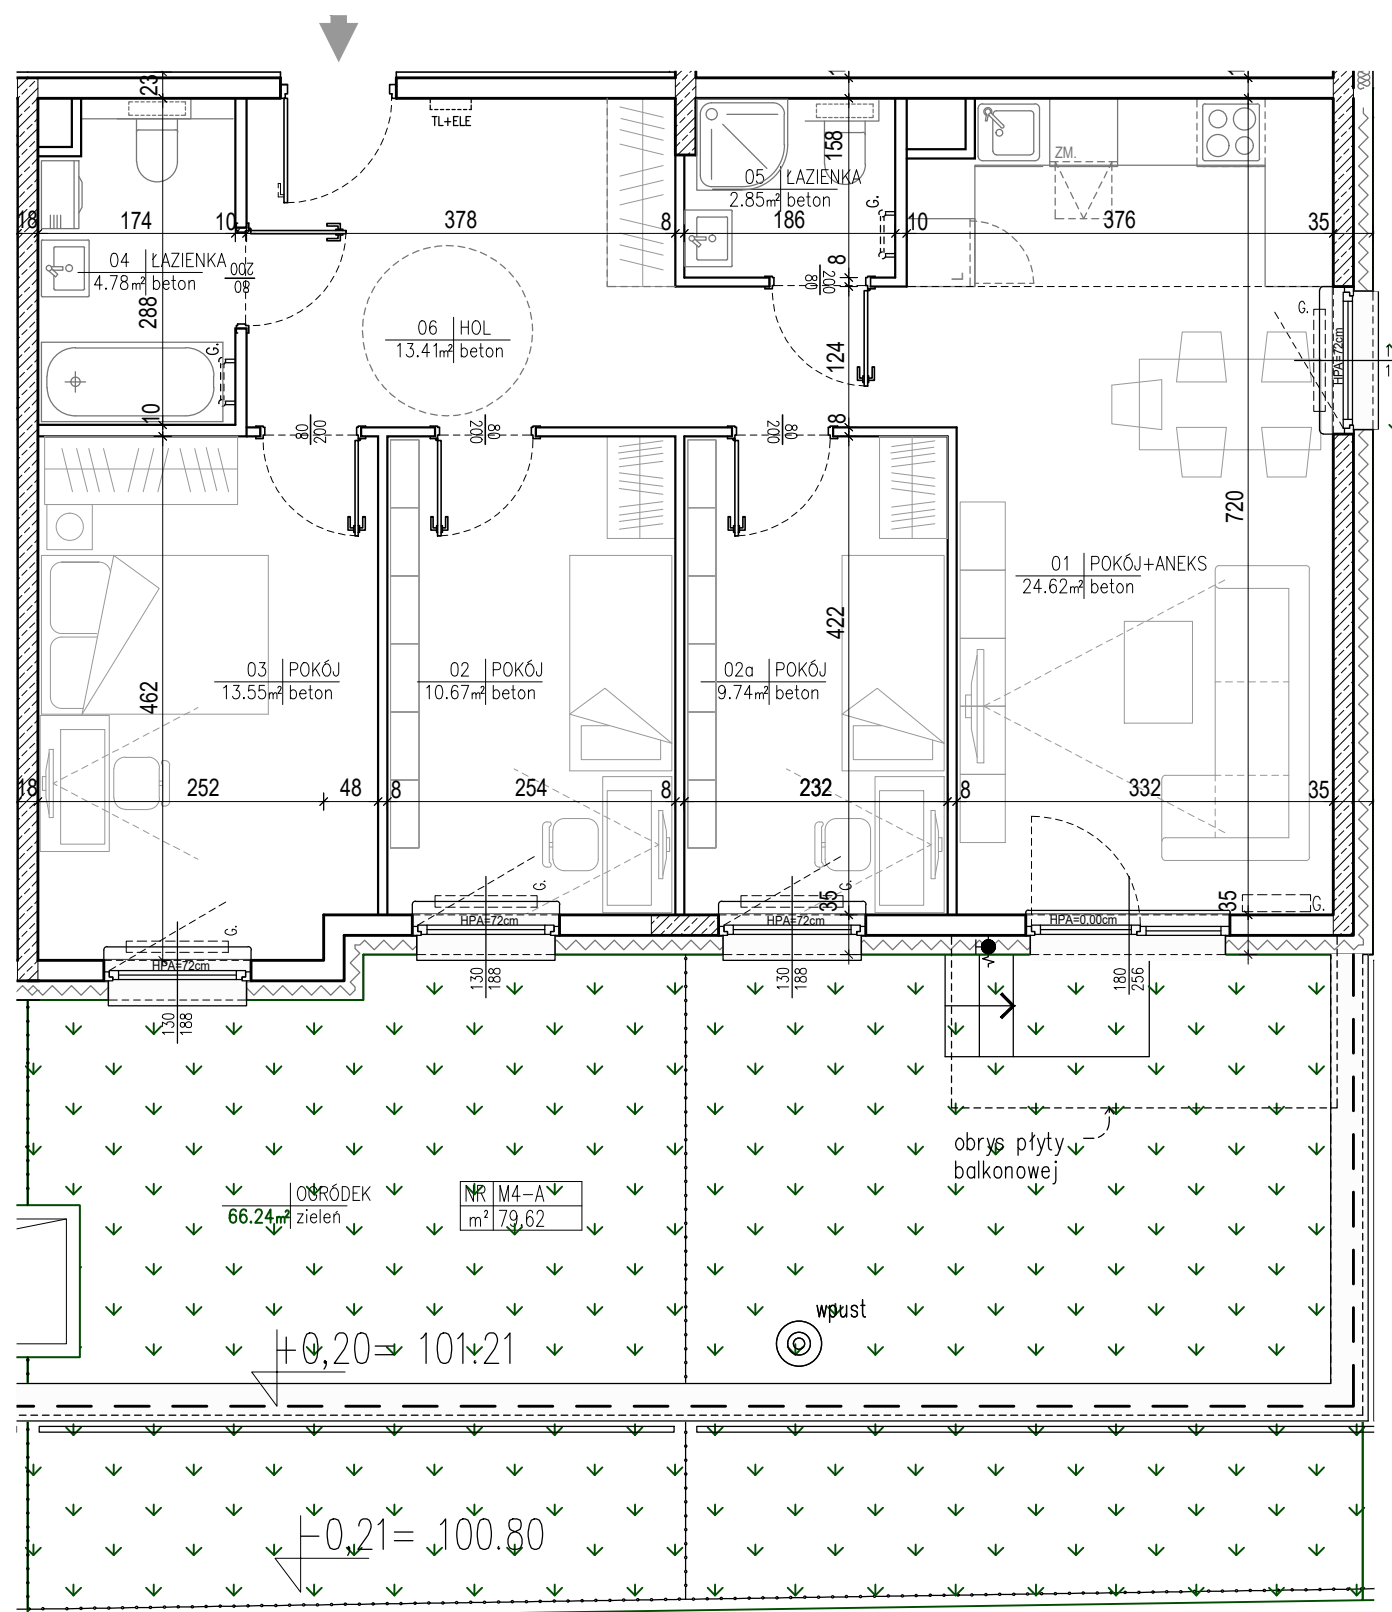 23
TL+ELE
158
ZM.
05 ŁAZIENKA
2.85m² beton
G.
18
174
10
378
8
186
10
376
35
04 ŁAZIENKA
4.78m² beton
80
200
8
80
200
L
288
G.
HPA=72cm
06 HOL
13.41m² beton
124
G.
10
80
200
80
200
80
200
8
720
01 POKÓJ+ANEKS
24.62m² beton
422
03 POKÓJ
13.55m² beton
02 POKÓJ
10.67m² beton
02a POKÓJ
9.74m² beton
462
18
252
48
8
254
8
232
8
332
35
G.
G.
G.
35
35
G.
HPA=72cm
HPA=72cm
HPA=72cm
HPA=0,00cm
130
188
130
188
130
188
180
256
obrys płyty
balkonowej
OGRÓDEK
66.24m² zieleń
NR M4-A
m² 79,62
wpust
+0,20= 101.21
-0,21= 100.80